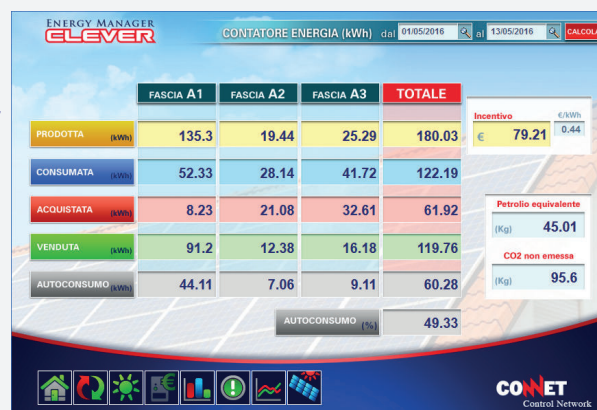 ENERGY MANAGER
CLEVER
CONTATORE ENERGIA (kWh) dal 01/05/2016 al 13/05/2016 CALCOLA
FASCIA A1 FASCIA A2 FASCIA A3 TOTALE
PRODOTTA (kWh) 135.3 19.44 25.29 180.03
CONSUMATA (kWh) 52.33 28.14 41.72 122.19
ACQUISTATA (kWh) 8.23 21.08 32.61 61.92
VENDUTA (kWh) 91.2 12.38 16.18 119.76
AUTOCONSUMO (kWh) 44.11 7.06 9.11 60.28
AUTOCONSUMO (%) 49.33
Incentivo €/kWh
€ 79.21 0.44
Petrolio equivalente
(Kg) 45.01
CO2 non emessa
(Kg) 95.6
CONNET
Control Network